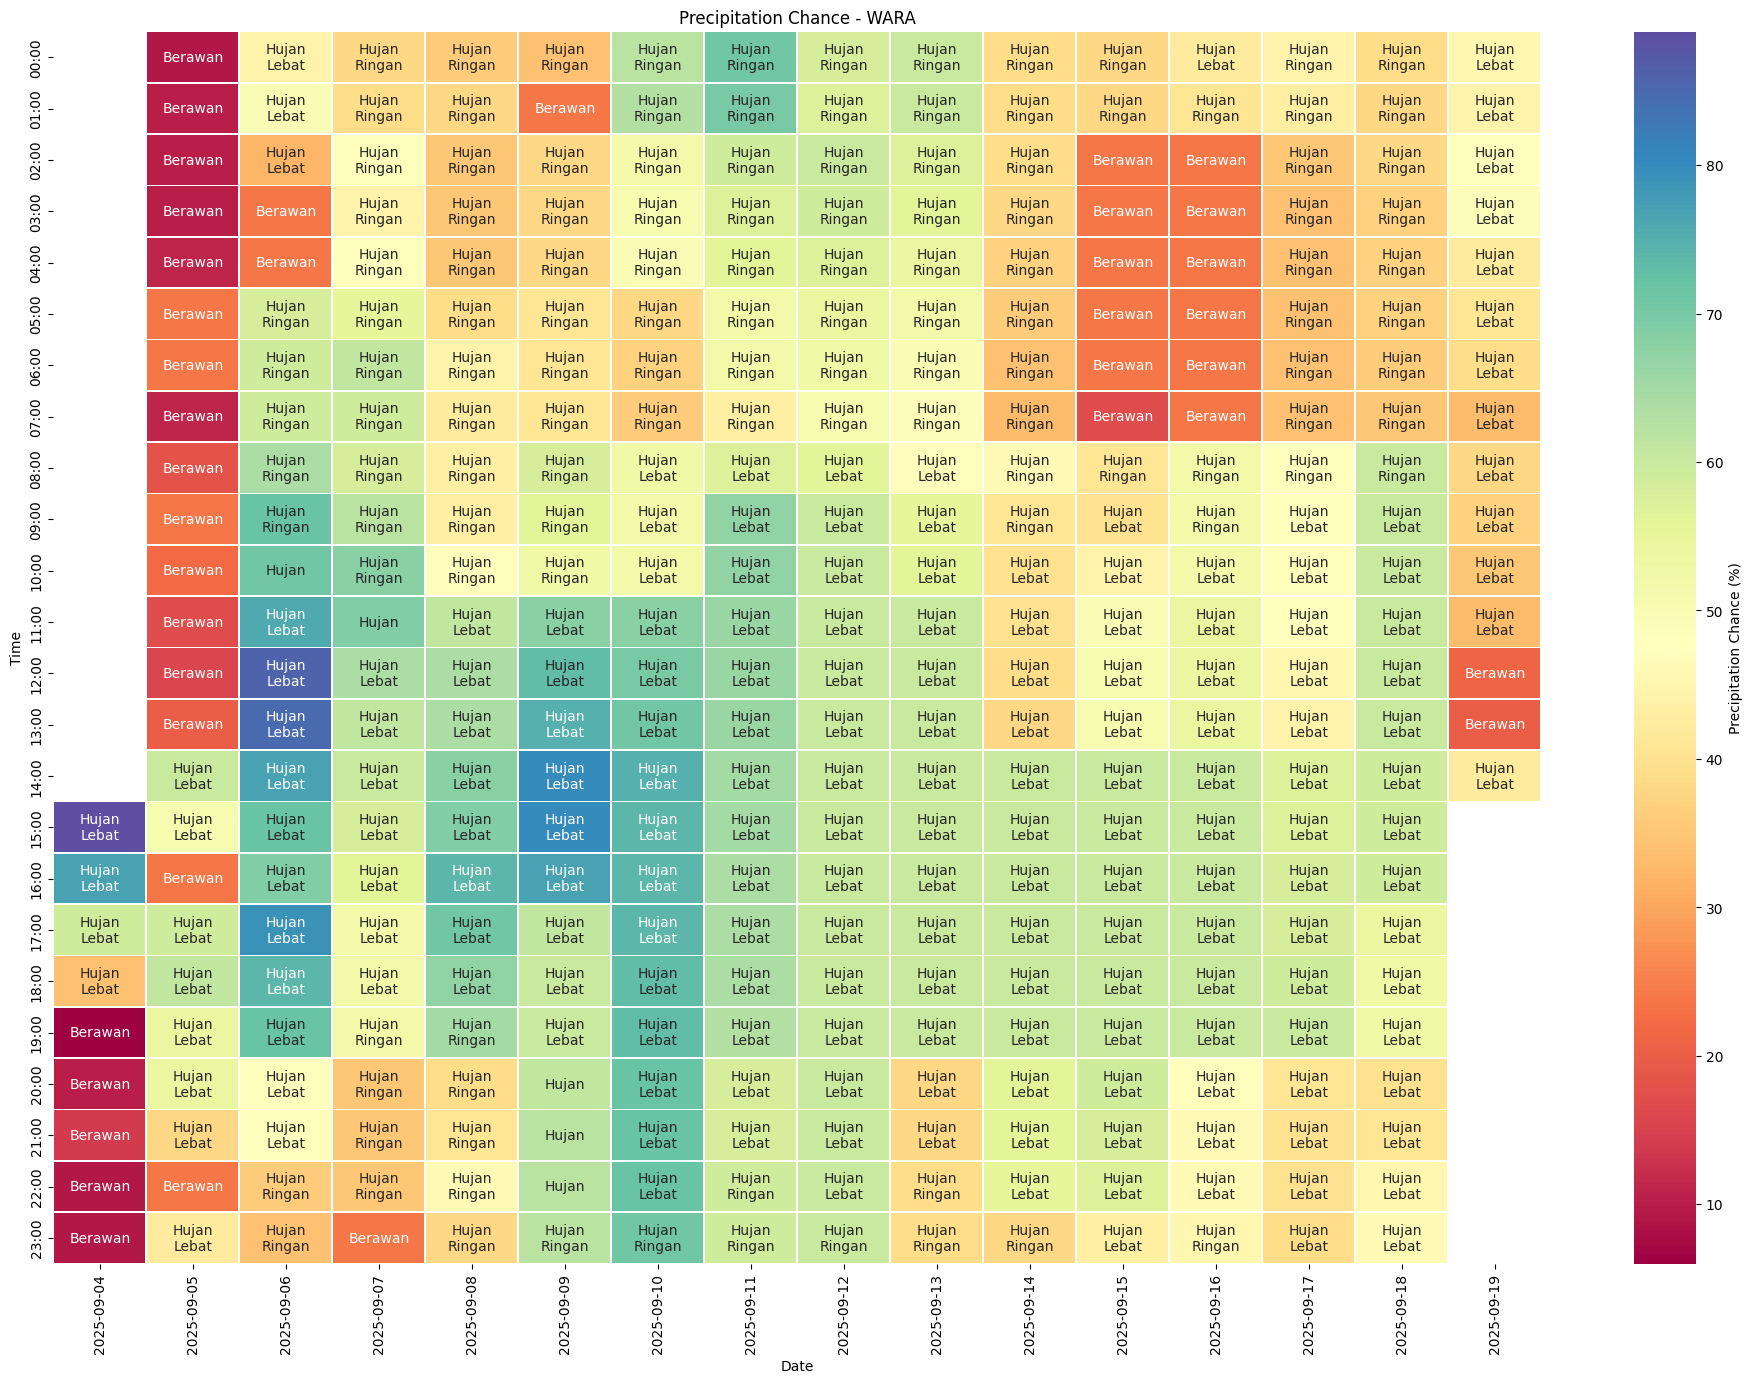 Precipitation Chance - WARA
00:00 Berawan Hujan Lebat Hujan Ringan Hujan Ringan Hujan Ringan Hujan Ringan Hujan Ringan Hujan Ringan Hujan Ringan Hujan Ringan Hujan Ringan Hujan Lebat Hujan Ringan Hujan Ringan Hujan Lebat
01:00 Berawan Hujan Lebat Hujan Ringan Hujan Ringan Berawan Hujan Ringan Hujan Ringan Hujan Ringan Hujan Ringan Hujan Ringan Hujan Ringan Hujan Ringan Hujan Ringan Hujan Ringan Hujan Lebat
02:00 Berawan Hujan Lebat Hujan Ringan Hujan Ringan Hujan Ringan Hujan Ringan Hujan Ringan Hujan Ringan Hujan Ringan Hujan Ringan Berawan Berawan Hujan Ringan Hujan Ringan Hujan Lebat
03:00 Berawan Berawan Hujan Ringan Hujan Ringan Hujan Ringan Hujan Ringan Hujan Ringan Hujan Ringan Hujan Ringan Hujan Ringan Berawan Berawan Hujan Ringan Hujan Ringan Hujan Lebat
04:00 Berawan Berawan Hujan Ringan Hujan Ringan Hujan Ringan Hujan Ringan Hujan Ringan Hujan Ringan Hujan Ringan Hujan Ringan Berawan Berawan Hujan Ringan Hujan Ringan Hujan Lebat
05:00 Berawan Hujan Ringan Hujan Ringan Hujan Ringan Hujan Ringan Hujan Ringan Hujan Ringan Hujan Ringan Hujan Ringan Hujan Ringan Berawan Berawan Hujan Ringan Hujan Ringan Hujan Lebat
06:00 Berawan Hujan Ringan Hujan Ringan Hujan Ringan Hujan Ringan Hujan Ringan Hujan Ringan Hujan Ringan Hujan Ringan Hujan Ringan Berawan Berawan Hujan Ringan Hujan Ringan Hujan Lebat
07:00 Berawan Hujan Ringan Hujan Ringan Hujan Ringan Hujan Ringan Hujan Ringan Hujan Ringan Hujan Ringan Hujan Ringan Hujan Ringan Berawan Berawan Hujan Ringan Hujan Ringan Hujan Lebat
08:00 Berawan Hujan Ringan Hujan Ringan Hujan Ringan Hujan Ringan Hujan Lebat Hujan Lebat Hujan Lebat Hujan Lebat Hujan Ringan Hujan Ringan Hujan Ringan Hujan Ringan Hujan Ringan Hujan Lebat
09:00 Berawan Hujan Ringan Hujan Ringan Hujan Ringan Hujan Ringan Hujan Lebat Hujan Lebat Hujan Lebat Hujan Lebat Hujan Ringan Hujan Lebat Hujan Ringan Hujan Lebat Hujan Lebat Hujan Lebat
10:00 Berawan Hujan Hujan Ringan Hujan Ringan Hujan Ringan Hujan Lebat Hujan Lebat Hujan Lebat Hujan Lebat Hujan Lebat Hujan Lebat Hujan Lebat Hujan Lebat Hujan Lebat Hujan Lebat
11:00 Berawan Hujan Lebat Hujan Hujan Lebat Hujan Lebat Hujan Lebat Hujan Lebat Hujan Lebat Hujan Lebat Hujan Lebat Hujan Lebat Hujan Lebat Hujan Lebat Hujan Lebat Hujan Lebat
12:00 Berawan Hujan Lebat Hujan Lebat Hujan Lebat Hujan Lebat Hujan Lebat Hujan Lebat Hujan Lebat Hujan Lebat Hujan Lebat Hujan Lebat Hujan Lebat Hujan Lebat Hujan Lebat Berawan
13:00 Berawan Hujan Lebat Hujan Lebat Hujan Lebat Hujan Lebat Hujan Lebat Hujan Lebat Hujan Lebat Hujan Lebat Hujan Lebat Hujan Lebat Hujan Lebat Hujan Lebat Hujan Lebat Berawan
14:00 Hujan Lebat Hujan Lebat Hujan Lebat Hujan Lebat Hujan Lebat Hujan Lebat Hujan Lebat Hujan Lebat Hujan Lebat Hujan Lebat Hujan Lebat Hujan Lebat Hujan Lebat Hujan Lebat Hujan Lebat
15:00 Hujan Lebat Hujan Lebat Hujan Lebat Hujan Lebat Hujan Lebat Hujan Lebat Hujan Lebat Hujan Lebat Hujan Lebat Hujan Lebat Hujan Lebat Hujan Lebat Hujan Lebat Hujan Lebat Hujan Lebat
16:00 Hujan Lebat Berawan Hujan Lebat Hujan Lebat Hujan Lebat Hujan Lebat Hujan Lebat Hujan Lebat Hujan Lebat Hujan Lebat Hujan Lebat Hujan Lebat Hujan Lebat Hujan Lebat Hujan Lebat
17:00 Hujan Lebat Hujan Lebat Hujan Lebat Hujan Lebat Hujan Lebat Hujan Lebat Hujan Lebat Hujan Lebat Hujan Lebat Hujan Lebat Hujan Lebat Hujan Lebat Hujan Lebat Hujan Lebat Hujan Lebat
18:00 Hujan Lebat Hujan Lebat Hujan Lebat Hujan Lebat Hujan Lebat Hujan Lebat Hujan Lebat Hujan Lebat Hujan Lebat Hujan Lebat Hujan Lebat Hujan Lebat Hujan Lebat Hujan Lebat Hujan Lebat
19:00 Berawan Hujan Lebat Hujan Lebat Hujan Ringan Hujan Ringan Hujan Lebat Hujan Lebat Hujan Lebat Hujan Lebat Hujan Lebat Hujan Lebat Hujan Lebat Hujan Lebat Hujan Lebat Hujan Lebat
20:00 Berawan Hujan Lebat Hujan Lebat Hujan Ringan Hujan Ringan Hujan Hujan Lebat Hujan Lebat Hujan Lebat Hujan Lebat Hujan Lebat Hujan Lebat Hujan Lebat Hujan Lebat Hujan Lebat
21:00 Berawan Hujan Lebat Hujan Lebat Hujan Ringan Hujan Ringan Hujan Hujan Lebat Hujan Lebat Hujan Lebat Hujan Lebat Hujan Lebat Hujan Lebat Hujan Lebat Hujan Lebat Hujan Lebat
22:00 Berawan Berawan Hujan Ringan Hujan Ringan Hujan Ringan Hujan Hujan Lebat Hujan Ringan Hujan Lebat Hujan Ringan Hujan Lebat Hujan Lebat Hujan Lebat Hujan Lebat Hujan Lebat
23:00 Berawan Hujan Lebat Hujan Ringan Berawan Hujan Ringan Hujan Ringan Hujan Ringan Hujan Ringan Hujan Ringan Hujan Ringan Hujan Ringan Hujan Lebat Hujan Ringan Hujan Lebat Hujan Lebat
2025-09-04 2025-09-05 2025-09-06 2025-09-07 2025-09-08 2025-09-09 2025-09-10 2025-09-11 2025-09-12 2025-09-13 2025-09-14 2025-09-15 2025-09-16 2025-09-17 2025-09-18 2025-09-19
Date
Time
80
70
60
50
40
30
20
10
Precipitation Chance (%)